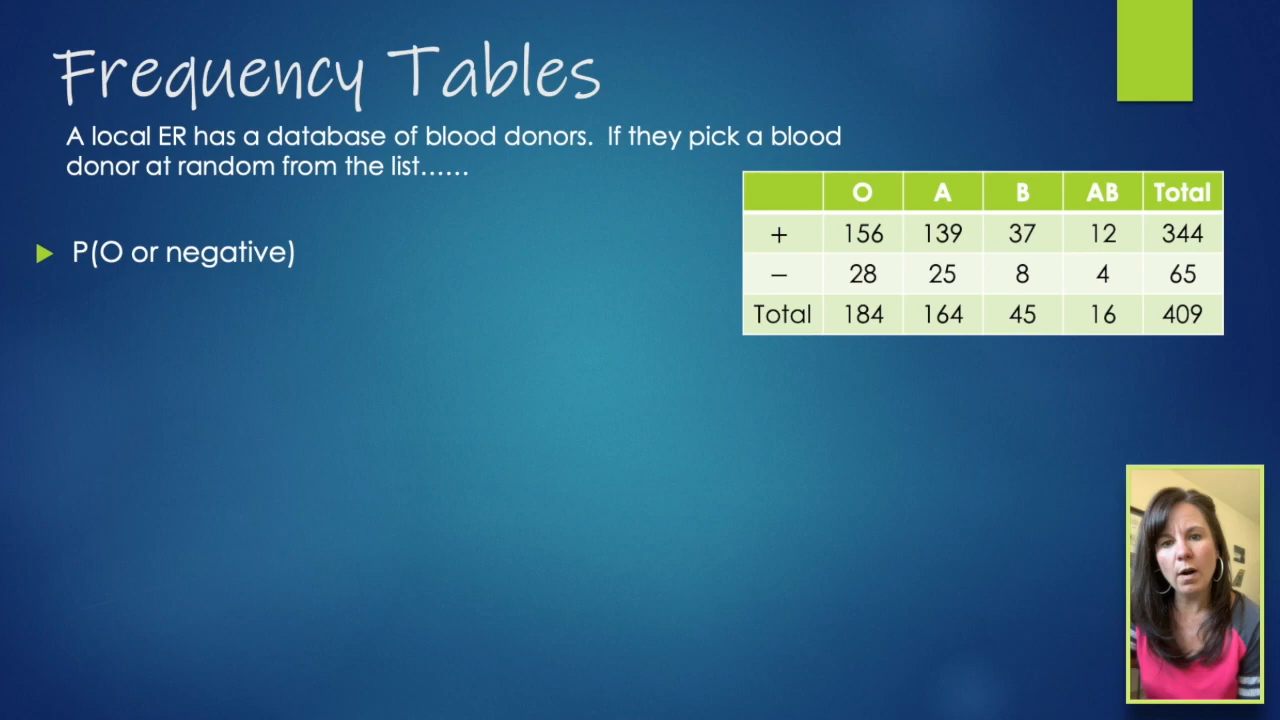 Frequency Tables
A local ER has a database of blood donors.  If they pick a blood
donor at random from the list……
P(O or negative)
O A B AB Total
+ 156 139 37 12 344
− 28 25 8 4 65
Total 184 164 45 16 409